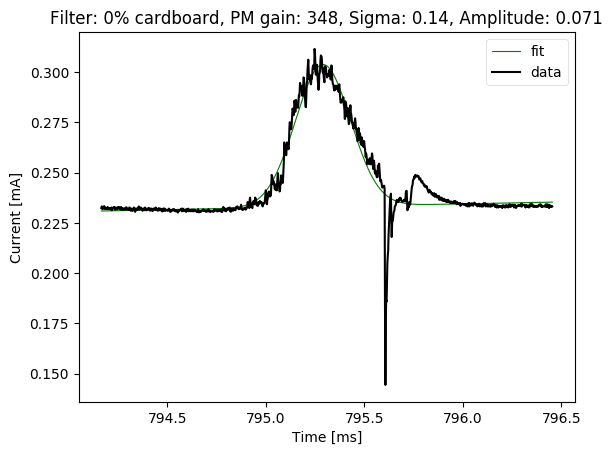 Filter: 0% cardboard, PM gain: 348, Sigma: 0.14, Amplitude: 0.071
fit
data
0.300
0.275
0.250
0.225
0.200
0.175
0.150
Current [mA]
794.5 795.0 795.5 796.0 796.5
Time [ms]